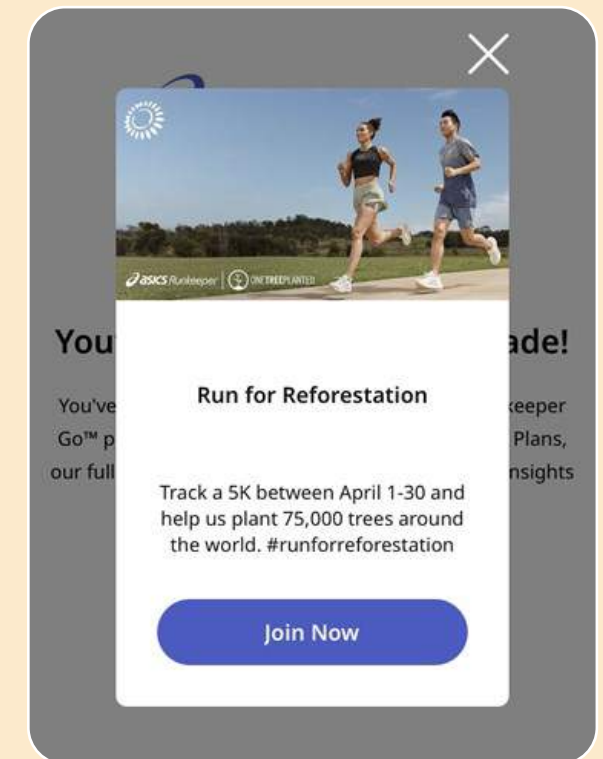 asics Runkeeper | ONETREEPLANTED
You ade!
Run for Reforestation
You've keeper
Go™ p Plans,
our full nsights
Track a 5K between April 1-30 and
help us plant 75,000 trees around
the world. #runforreforestation
Join Now